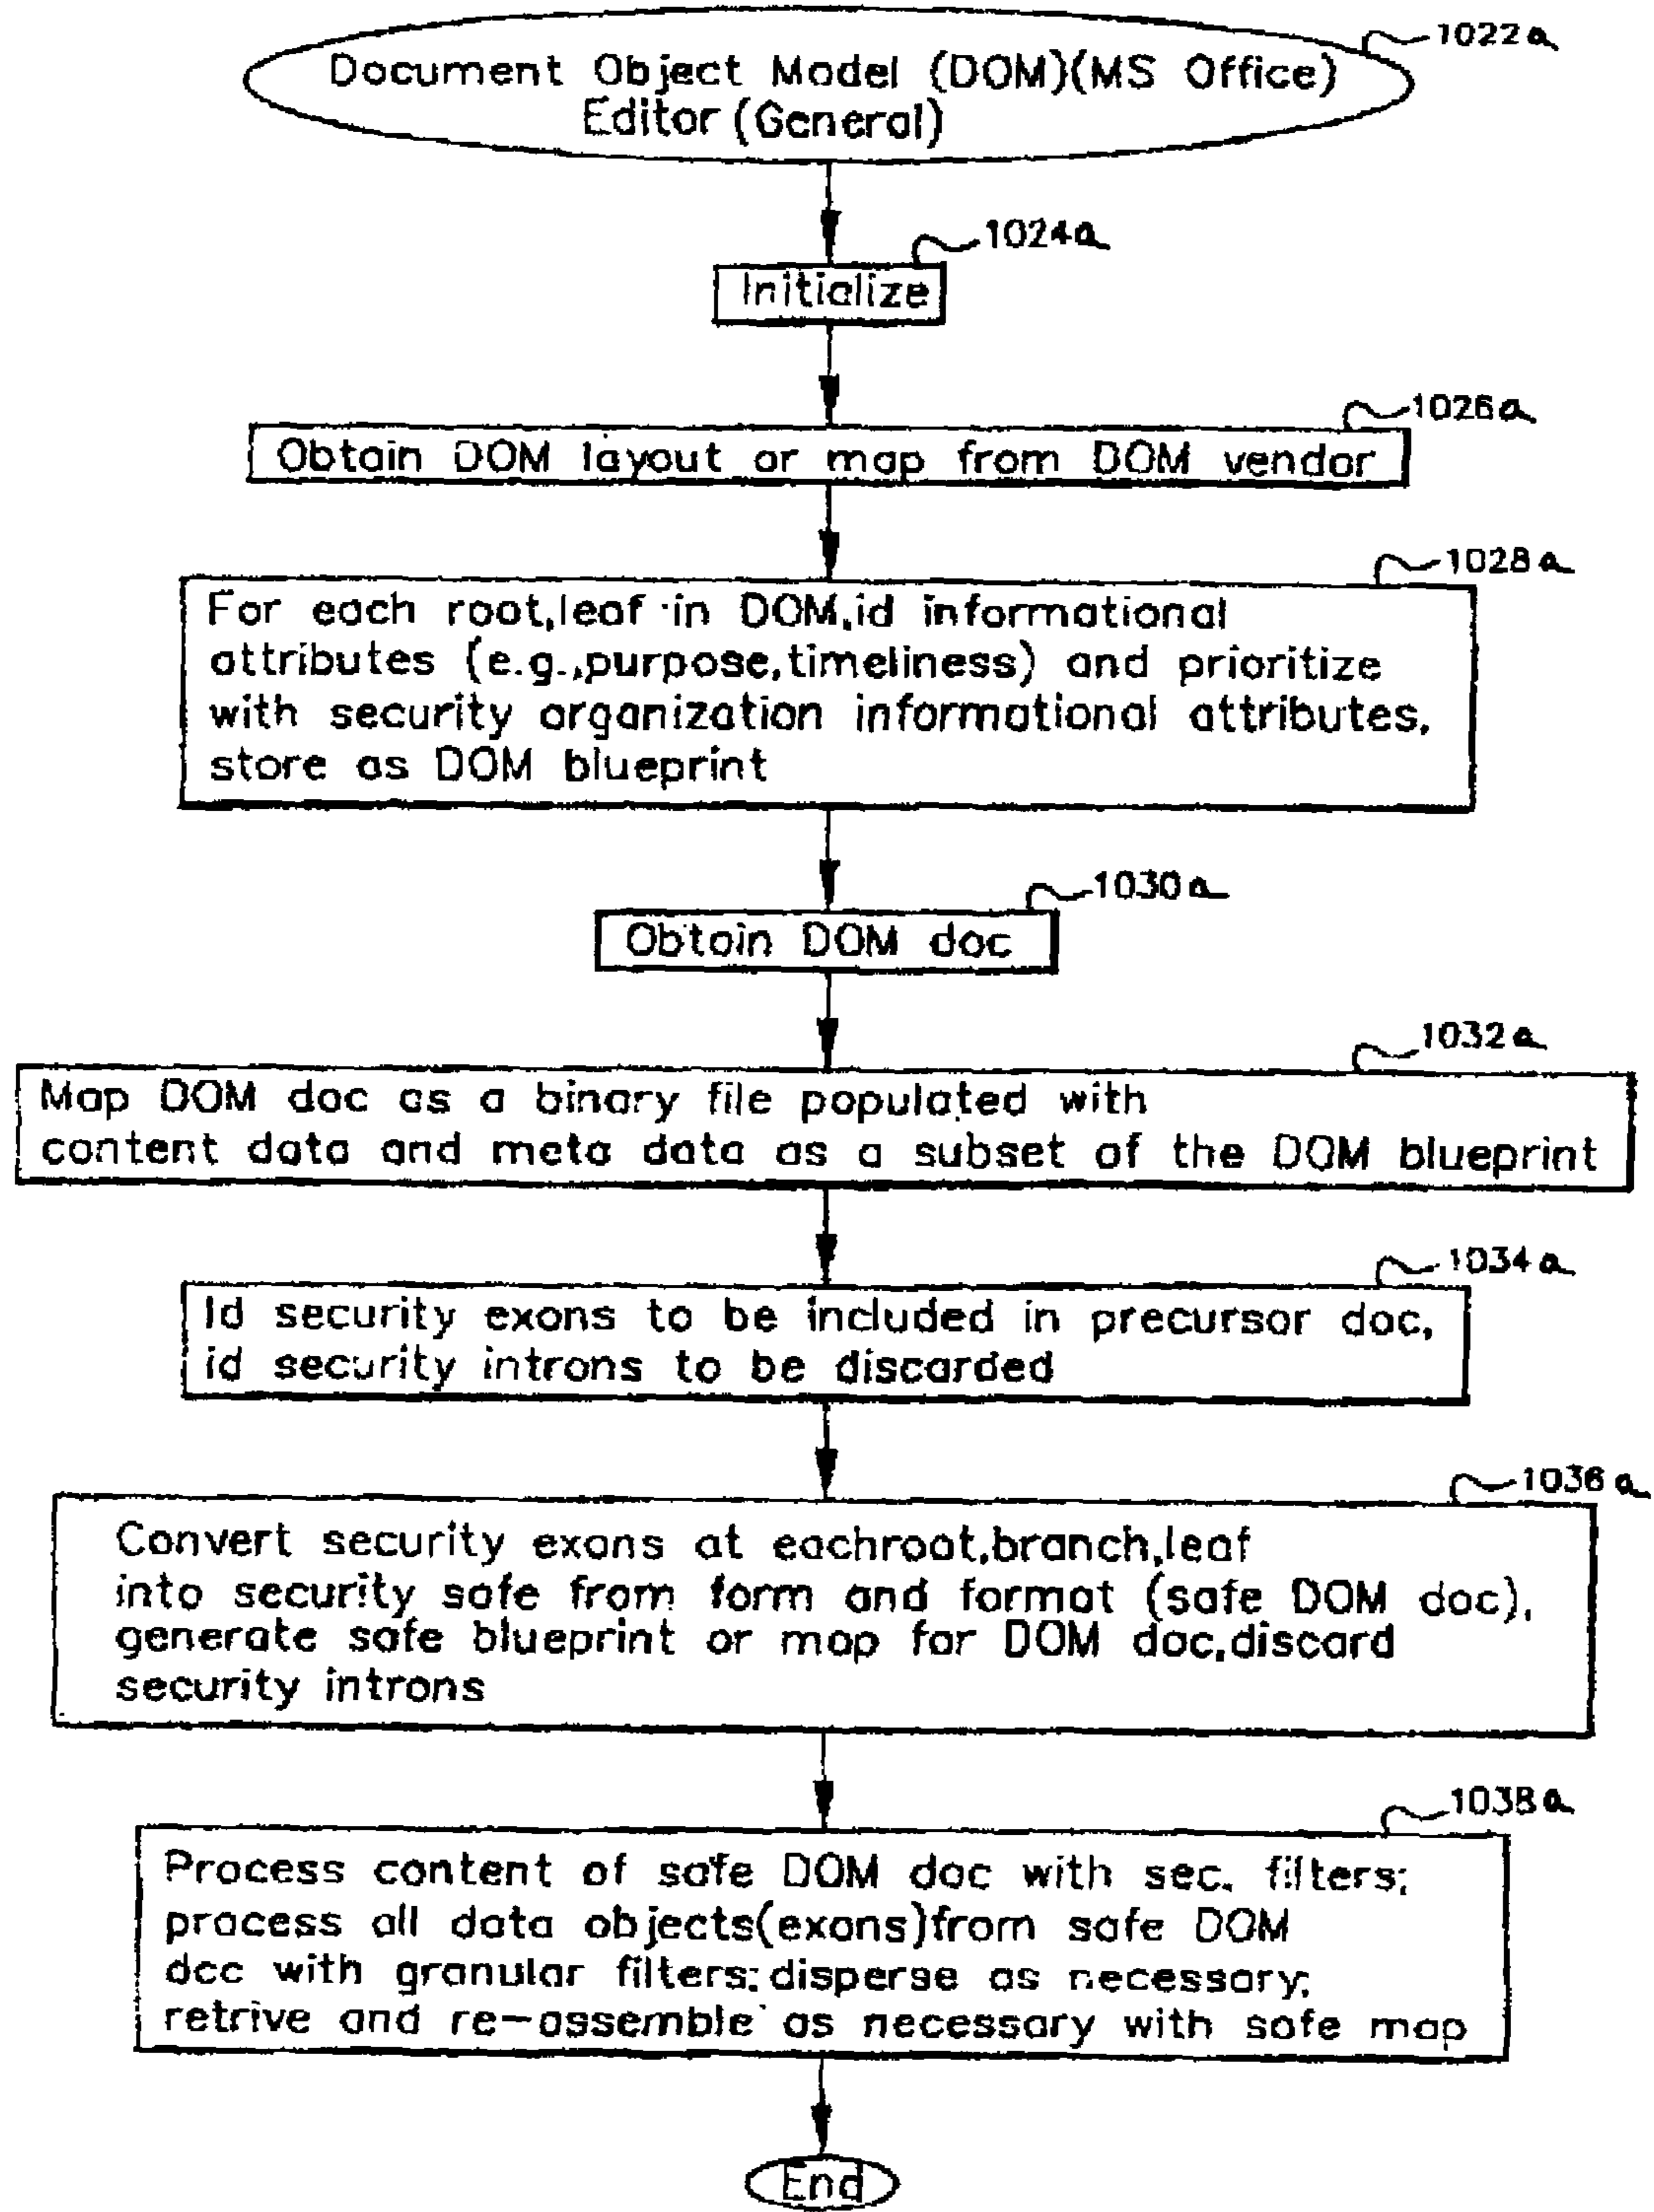 1022a
Document Object Model (DOM)(MS Office)
Editor (General)
1024a
Initialize
1026a
Obtain DOM layout or map from DOM vendor
1028a
For each root,leaf in DOM,id informational
attributes (e.g.,purpose,timeliness) and prioritize
with security organization informational attributes,
store as DOM blueprint
1030a
Obtain DOM doc
1032a
Map DOM doc as a binary file populated with
content data and meta data as a subset of the DOM blueprint
1034a
Id security exons to be included in precursor doc,
id security introns to be discarded
1036a
Convert security exons at eachroot,branch,leaf
into security safe from form and format (safe DOM doc),
generate safe blueprint or map for DOM doc,discard
security introns
1038a
Process content of safe DOM doc with sec. filters;
process all data objects(exons)from safe DOM
doc with granular filters; disperse as necessary;
retrive and re-assemble as necessary with safe map
End